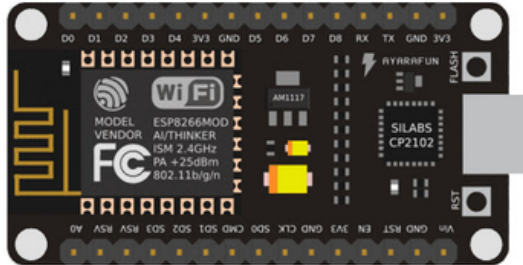 D0 D1 D2 D3 D4 3V3 GND D5 D6 D7 D8 RX TX GND 3V3
WiFi
MODEL
VENDOR
ESP8266MOD
AI/THINKER
ISM 2.4GHz
PA +25dBm
802.11b/g/n
FC
AM1117
AYARAFUN
FLASH
SILABS
CP2102
RST
A0 RSV RSV SD3 SD2 SD1 CMD SD0 CLK GND 3V3 EN RST GND Vin